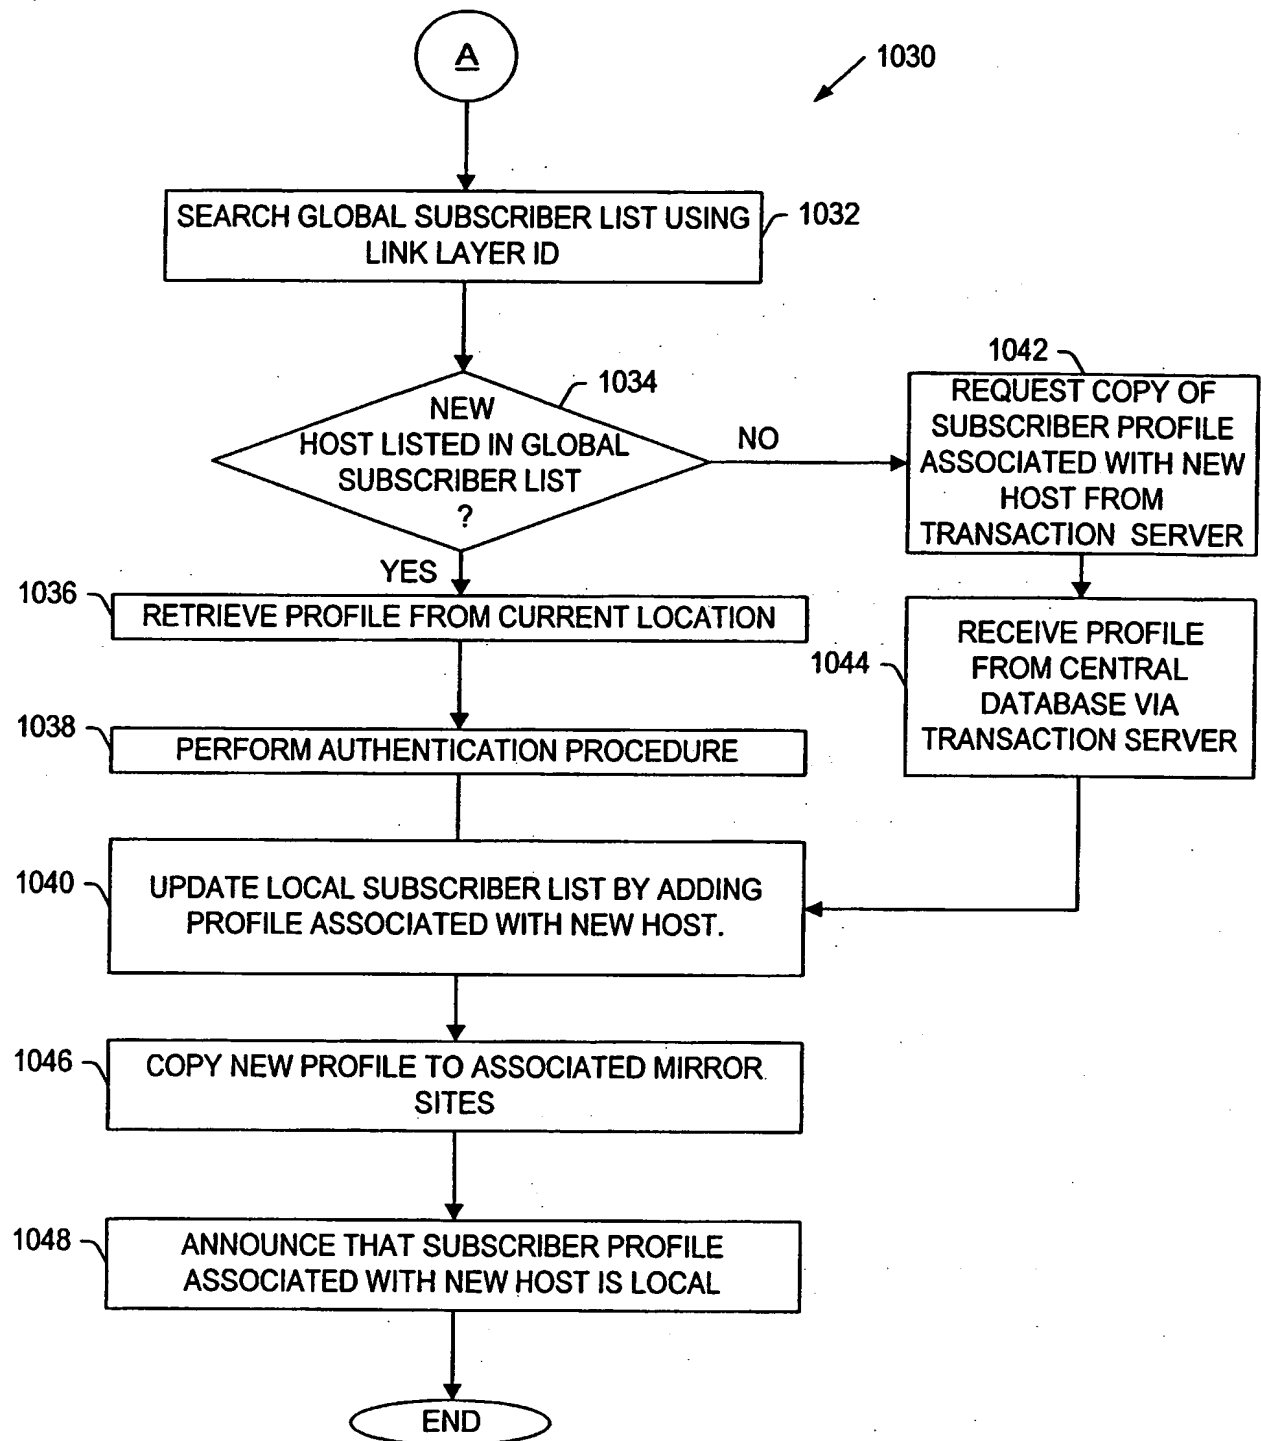 A
1030
SEARCH GLOBAL SUBSCRIBER LIST USING
LINK LAYER ID
1032
NEW
HOST LISTED IN GLOBAL
SUBSCRIBER LIST
?
1034
NO
1042
REQUEST COPY OF
SUBSCRIBER PROFILE
ASSOCIATED WITH NEW
HOST FROM
TRANSACTION SERVER
YES
1036
RETRIEVE PROFILE FROM CURRENT LOCATION
1044
RECEIVE PROFILE
FROM CENTRAL
DATABASE VIA
TRANSACTION SERVER
1038
PERFORM AUTHENTICATION PROCEDURE
1040
UPDATE LOCAL SUBSCRIBER LIST BY ADDING
PROFILE ASSOCIATED WITH NEW HOST.
1046
COPY NEW PROFILE TO ASSOCIATED MIRROR
SITES
1048
ANNOUNCE THAT SUBSCRIBER PROFILE
ASSOCIATED WITH NEW HOST IS LOCAL
END